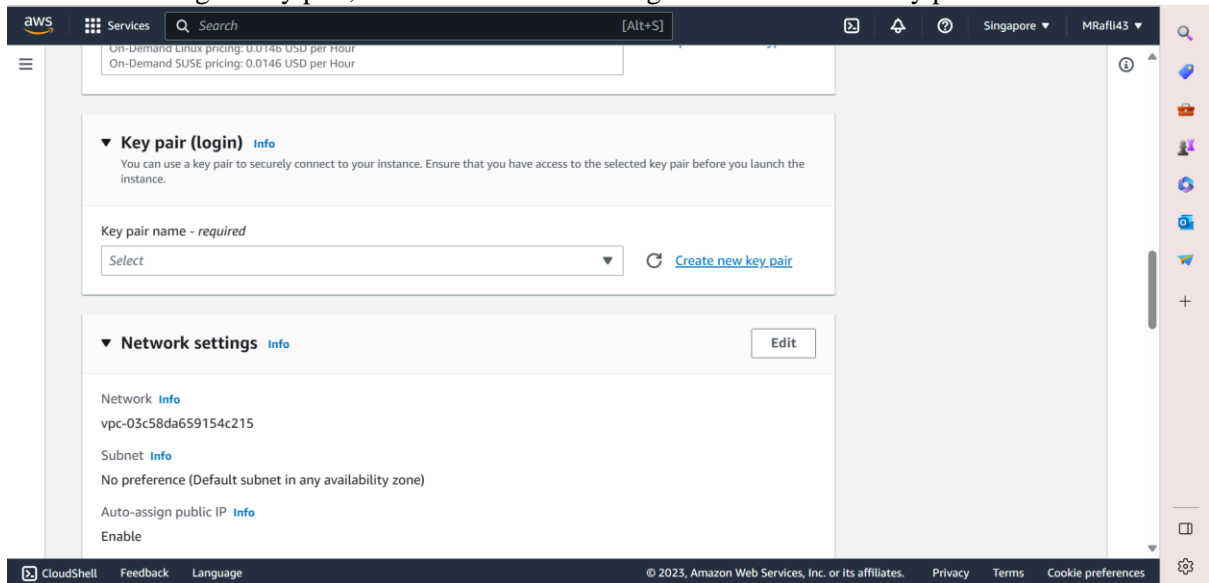 aws Services Search [Alt+S] Singapore ▼ MRafli43 ▼
On-Demand Linux pricing: 0.0146 USD per Hour
On-Demand SUSE pricing: 0.0146 USD per Hour
▼ Key pair (login) Info
You can use a key pair to securely connect to your instance. Ensure that you have access to the selected key pair before you launch the
instance.
Key pair name - required
Select ▼ Create new key pair
▼ Network settings Info Edit
Network Info
vpc-03c58da659154c215
Subnet Info
No preference (Default subnet in any availability zone)
Auto-assign public IP Info
Enable
CloudShell Feedback Language © 2023, Amazon Web Services, Inc. or its affiliates. Privacy Terms Cookie preferences